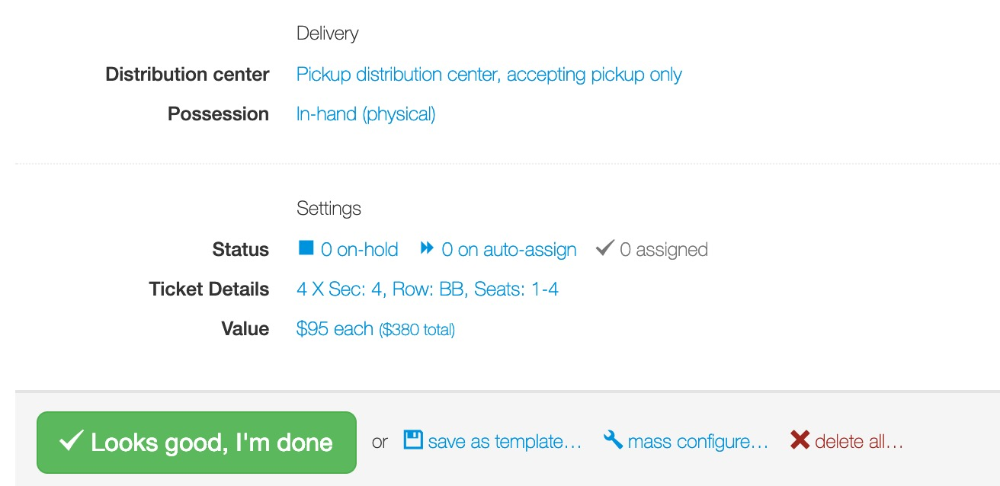 Delivery
Distribution center Pickup distribution center, accepting pickup only
Possession In-hand (physical)
Settings
Status 0 on-hold 0 on auto-assign 0 assigned
Ticket Details 4 X Sec: 4, Row: BB, Seats: 1-4
Value $95 each ($380 total)
Looks good, I'm done or save as template... mass configure... delete all...